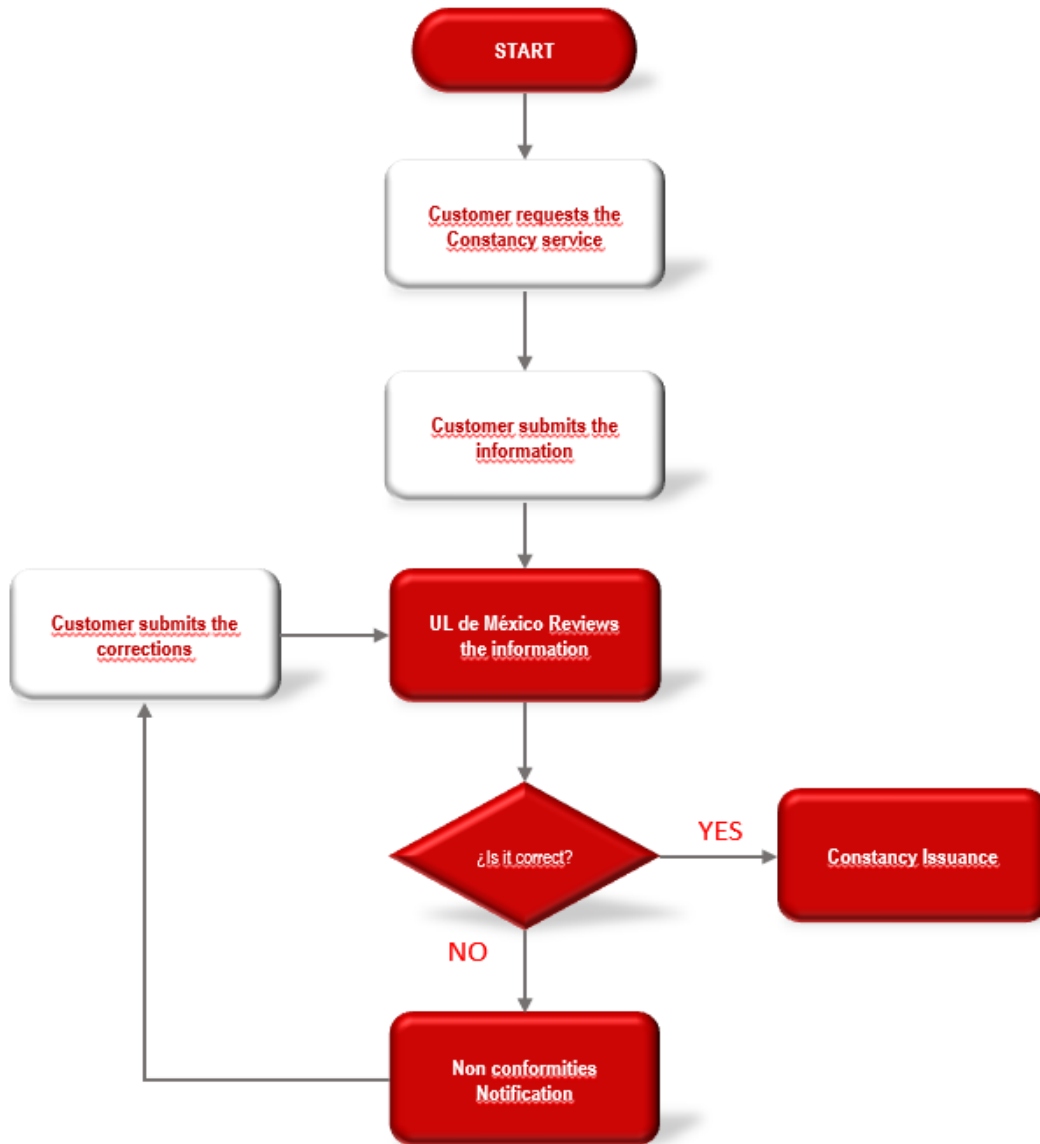 START
Customer requests the
Constancy service
Customer submits the
information
Customer submits the
corrections
UL de México Reviews
the information
¿Is it correct?
YES
Constancy Issuance
NO
Non conformities
Notification